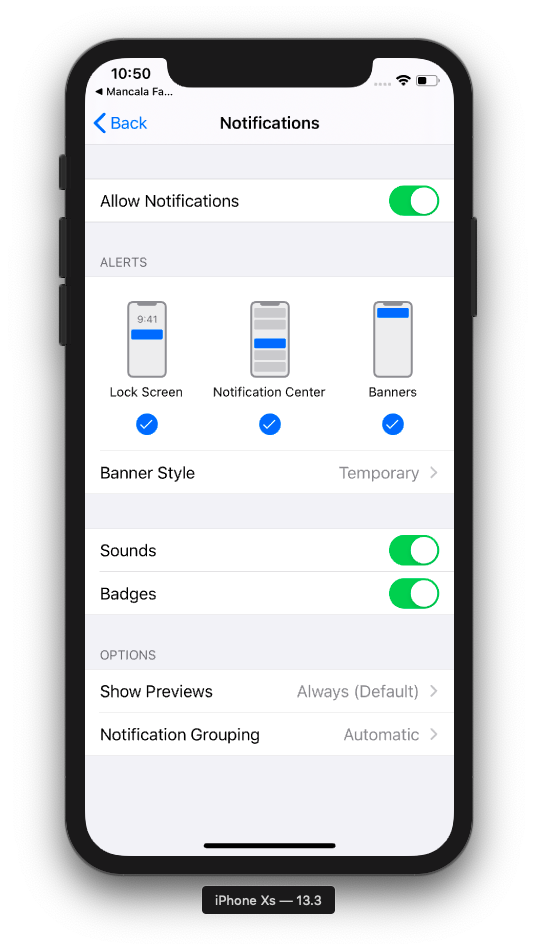 10:50
◀ Mancala Fa...
Back
Notifications
Allow Notifications
ALERTS
9:41
Lock Screen
Notification Center
Banners
Banner Style
Temporary
Sounds
Badges
OPTIONS
Show Previews
Always (Default)
Notification Grouping
Automatic
iPhone Xs — 13.3